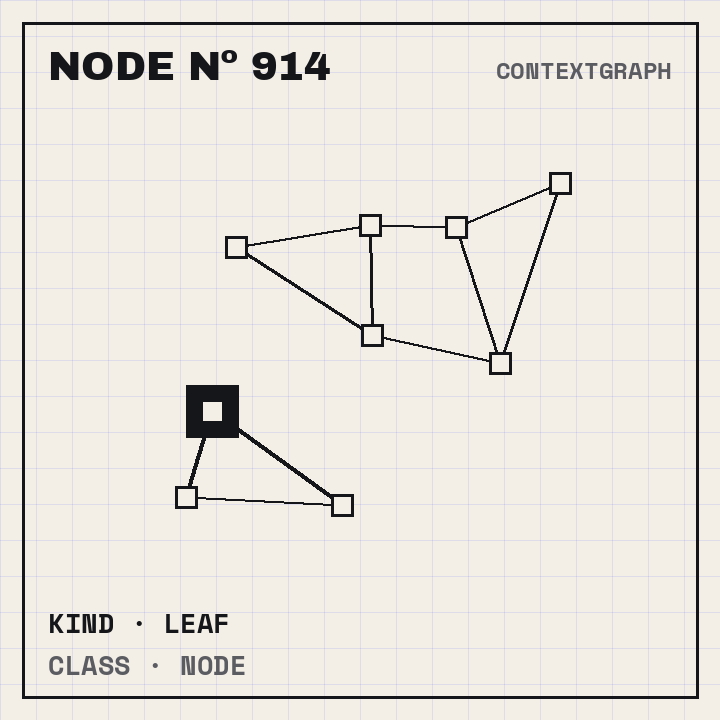 NODE Nº 914
CONTEXTGRAPH
KIND · LEAF
CLASS · NODE